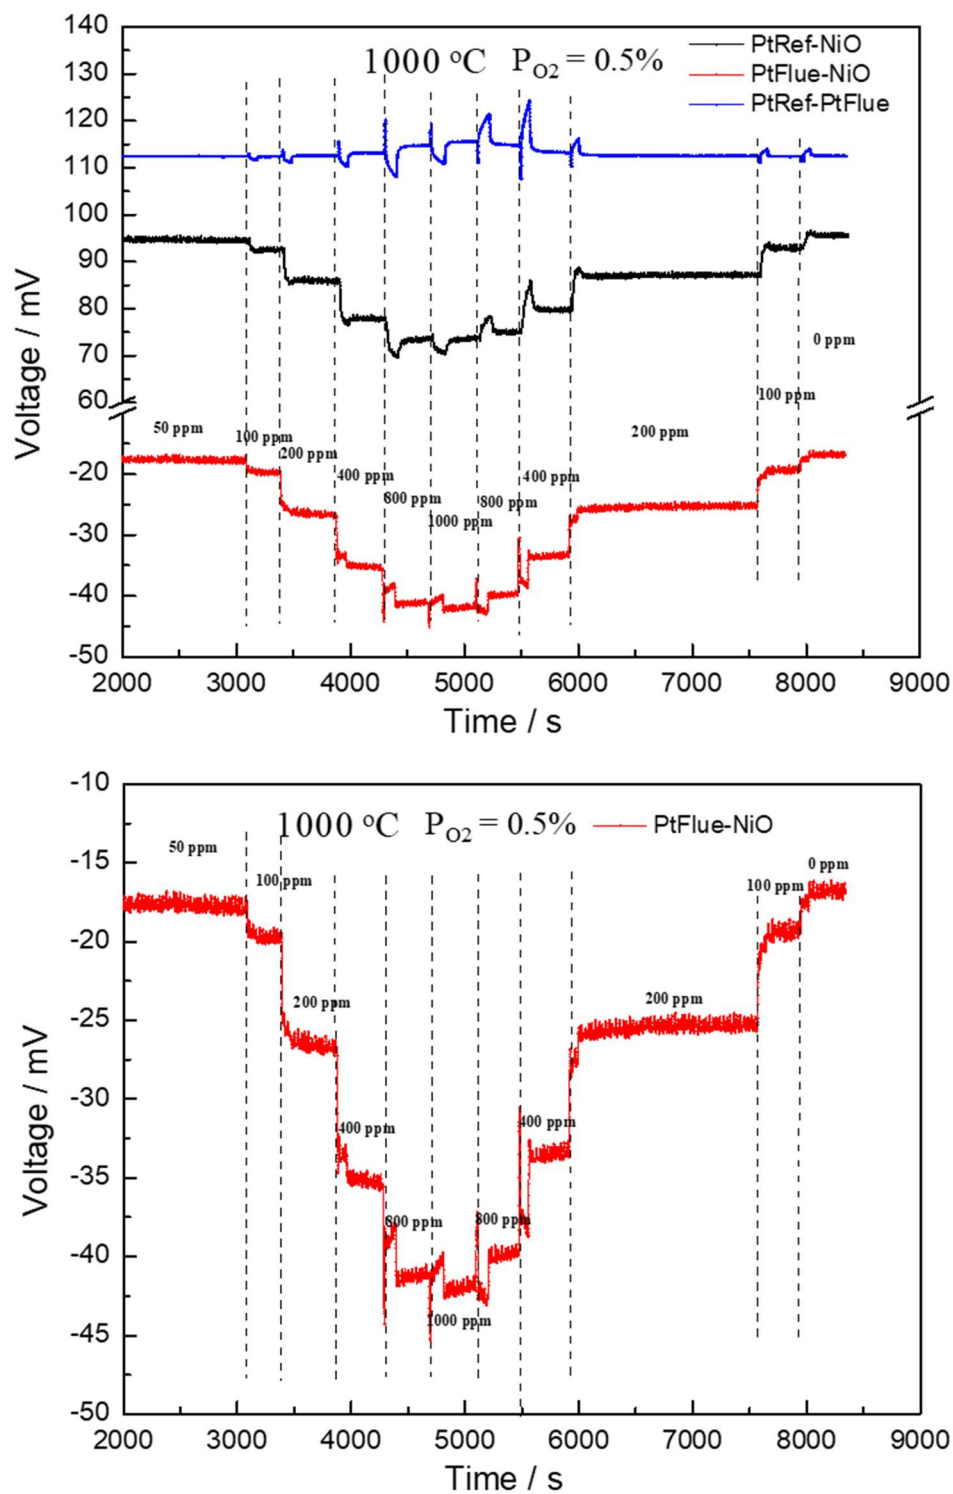 140
130
120
110
100
90
80
70
60
-20
-30
-40
-50
Voltage / mV
1000 °C P_O2 = 0.5%
PtRef-NiO
PtFlue-NiO
PtRef-PtFlue
0 ppm
100 ppm
50 ppm
100 ppm
200 ppm
400 ppm
800 ppm
1000 ppm
800 ppm
400 ppm
200 ppm
2000 3000 4000 5000 6000 7000 8000 9000
Time / s
-10
-15
-20
-25
-30
-35
-40
-45
-50
Voltage / mV
1000 °C P_O2 = 0.5%
PtFlue-NiO
50 ppm
100 ppm
200 ppm
400 ppm
800 ppm
1000 ppm
800 ppm
400 ppm
200 ppm
100 ppm
0 ppm
2000 3000 4000 5000 6000 7000 8000 9000
Time / s